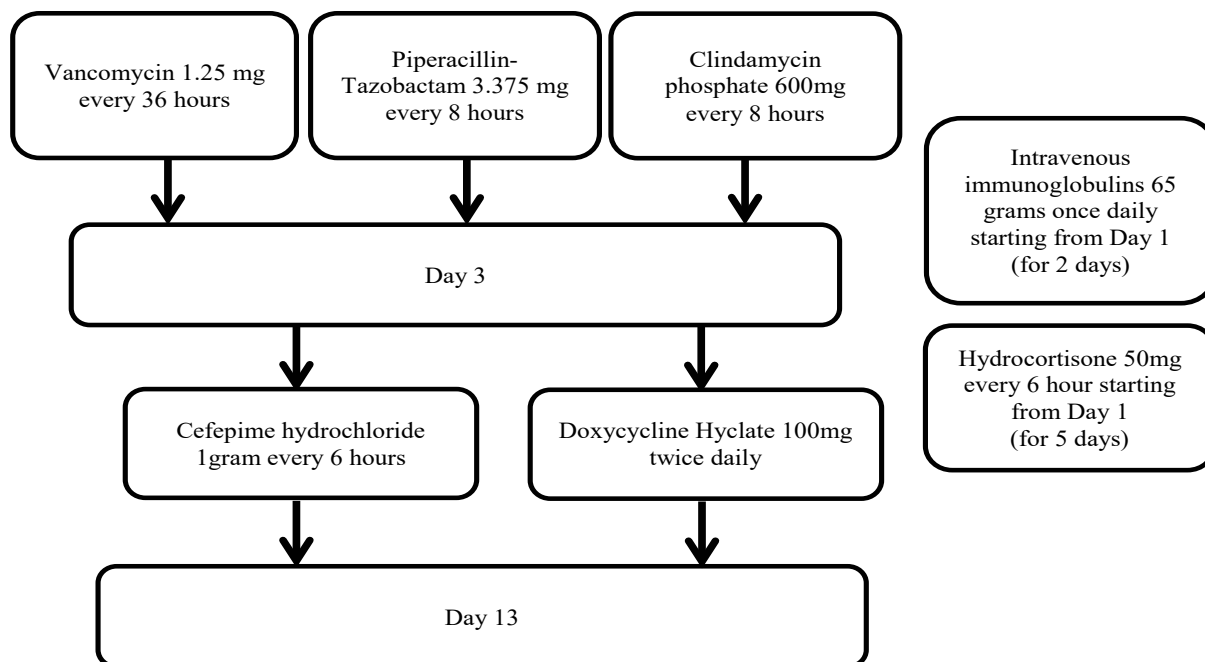 Vancomycin 1.25 mg
every 36 hours
Piperacillin-
Tazobactam 3.375 mg
every 8 hours
Clindamycin
phosphate 600mg
every 8 hours
Intravenous
immunoglobulins 65
grams once daily
starting from Day 1
(for 2 days)
Day 3
Hydrocortisone 50mg
every 6 hour starting
from Day 1
(for 5 days)
Cefepime hydrochloride
1gram every 6 hours
Doxycycline Hyclate 100mg
twice daily
Day 13